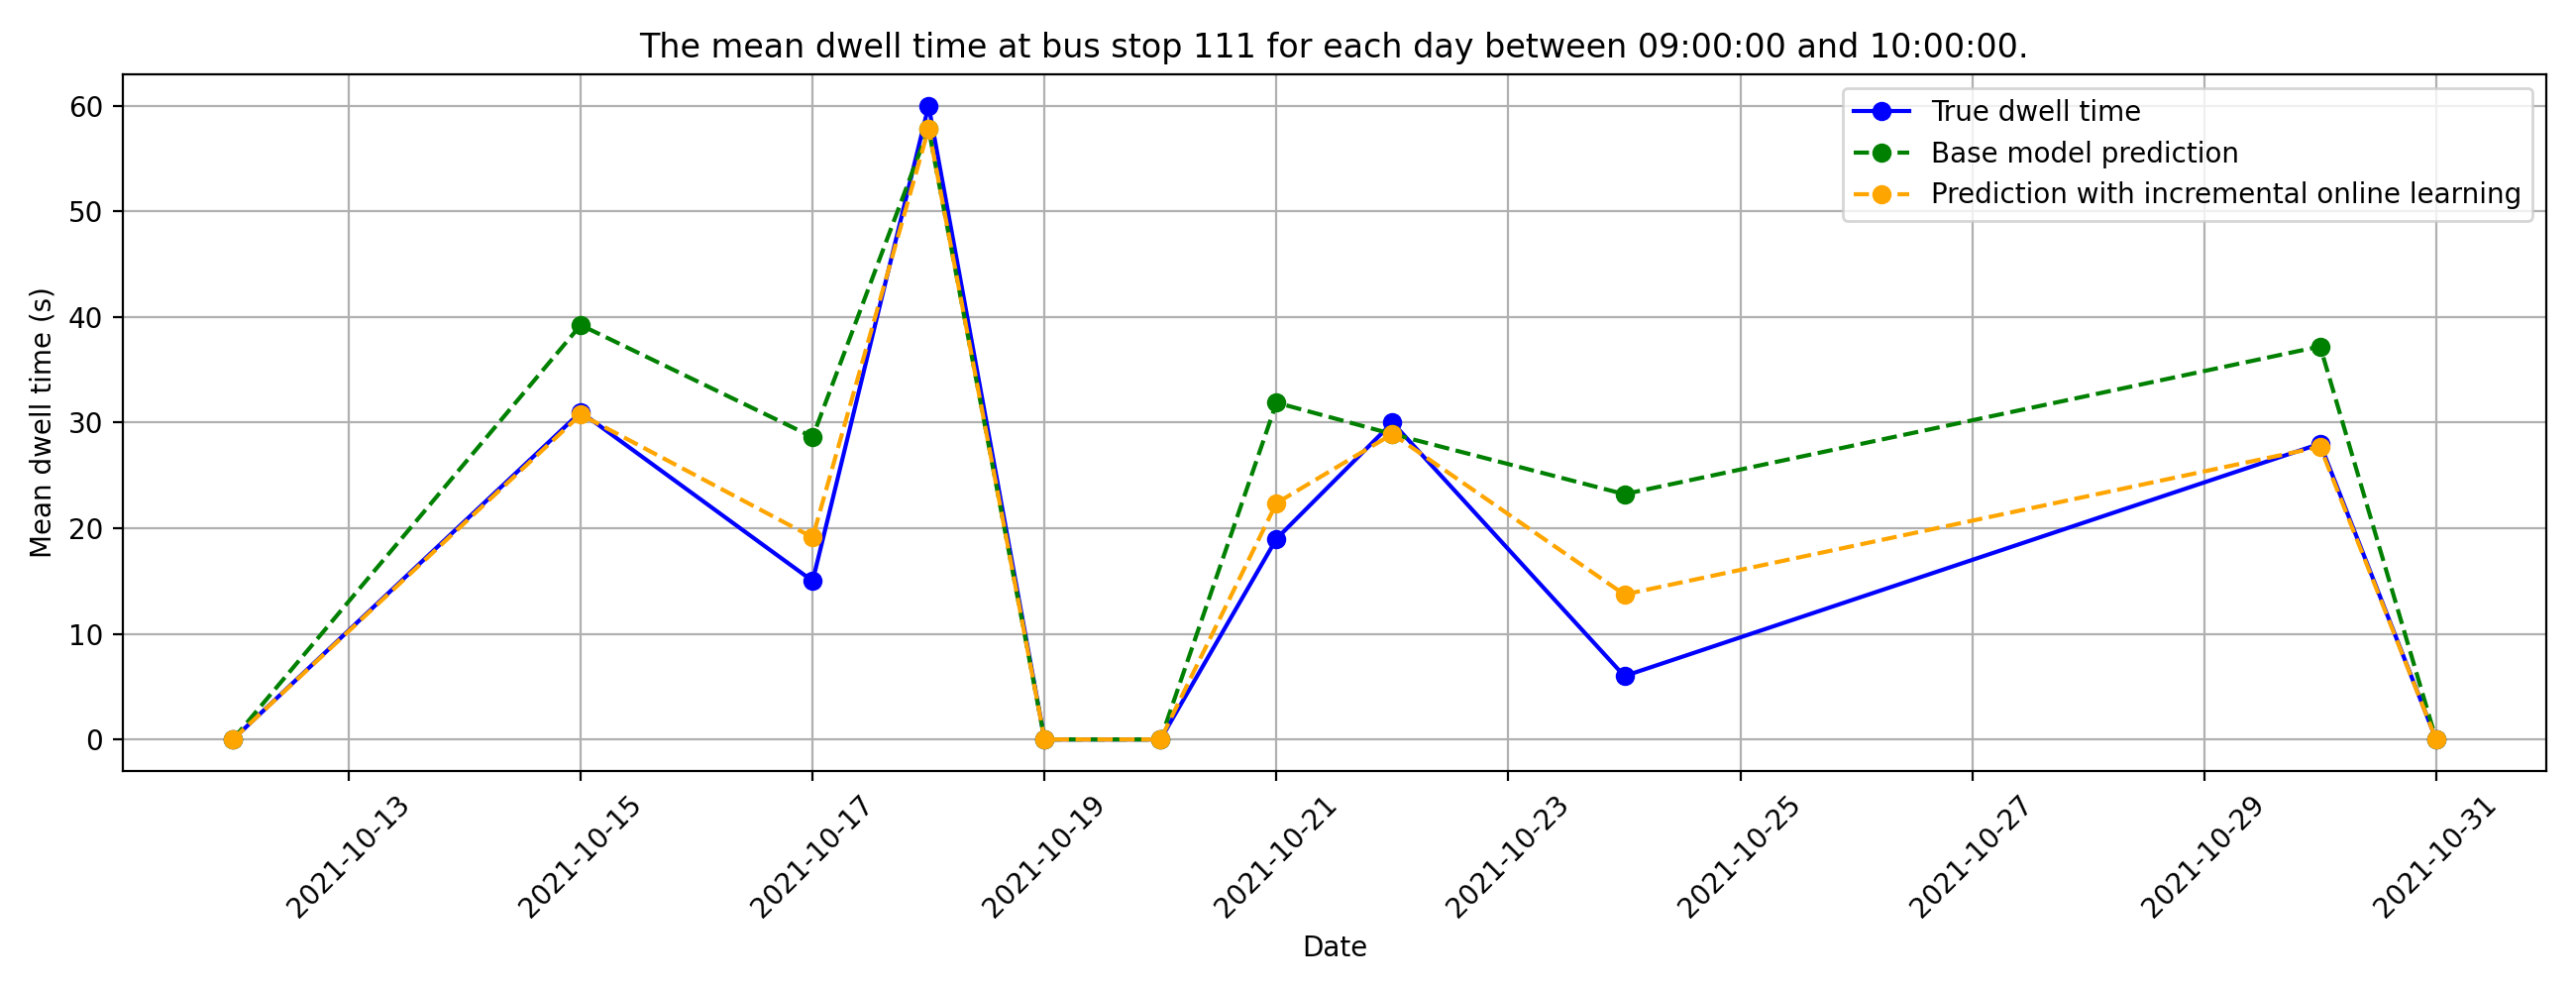 The mean dwell time at bus stop 111 for each day between 09:00:00 and 10:00:00.
True dwell time
Base model prediction
Prediction with incremental online learning
Mean dwell time (s)
60
50
40
30
20
10
0
2021-10-13
2021-10-15
2021-10-17
2021-10-19
2021-10-21
2021-10-23
2021-10-25
2021-10-27
2021-10-29
2021-10-31
Date